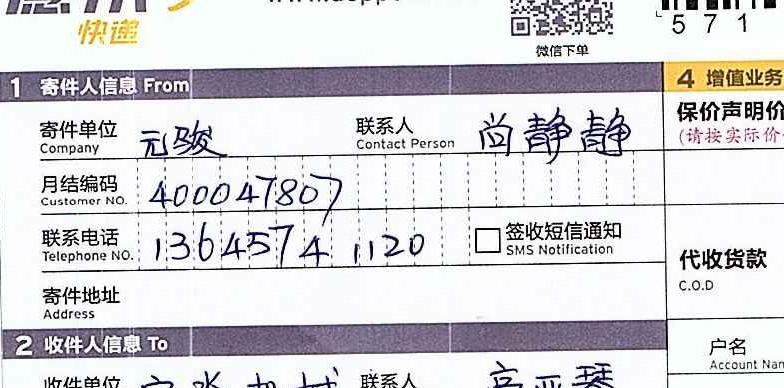 快递
微信下单
571
1 寄件人信息 From
4 增值业务
寄件单位 元骏 联系人 尚静静
Company Contact Person
保价声明价
(请按实际价
月结编码 400047807
Customer NO.
联系电话 13645741120 签收短信通知
Telephone NO. SMS Notification
代收货款
C.O.D
寄件地址
Address
2 收件人信息 To
户名
Account Nam
收件单位 联系人